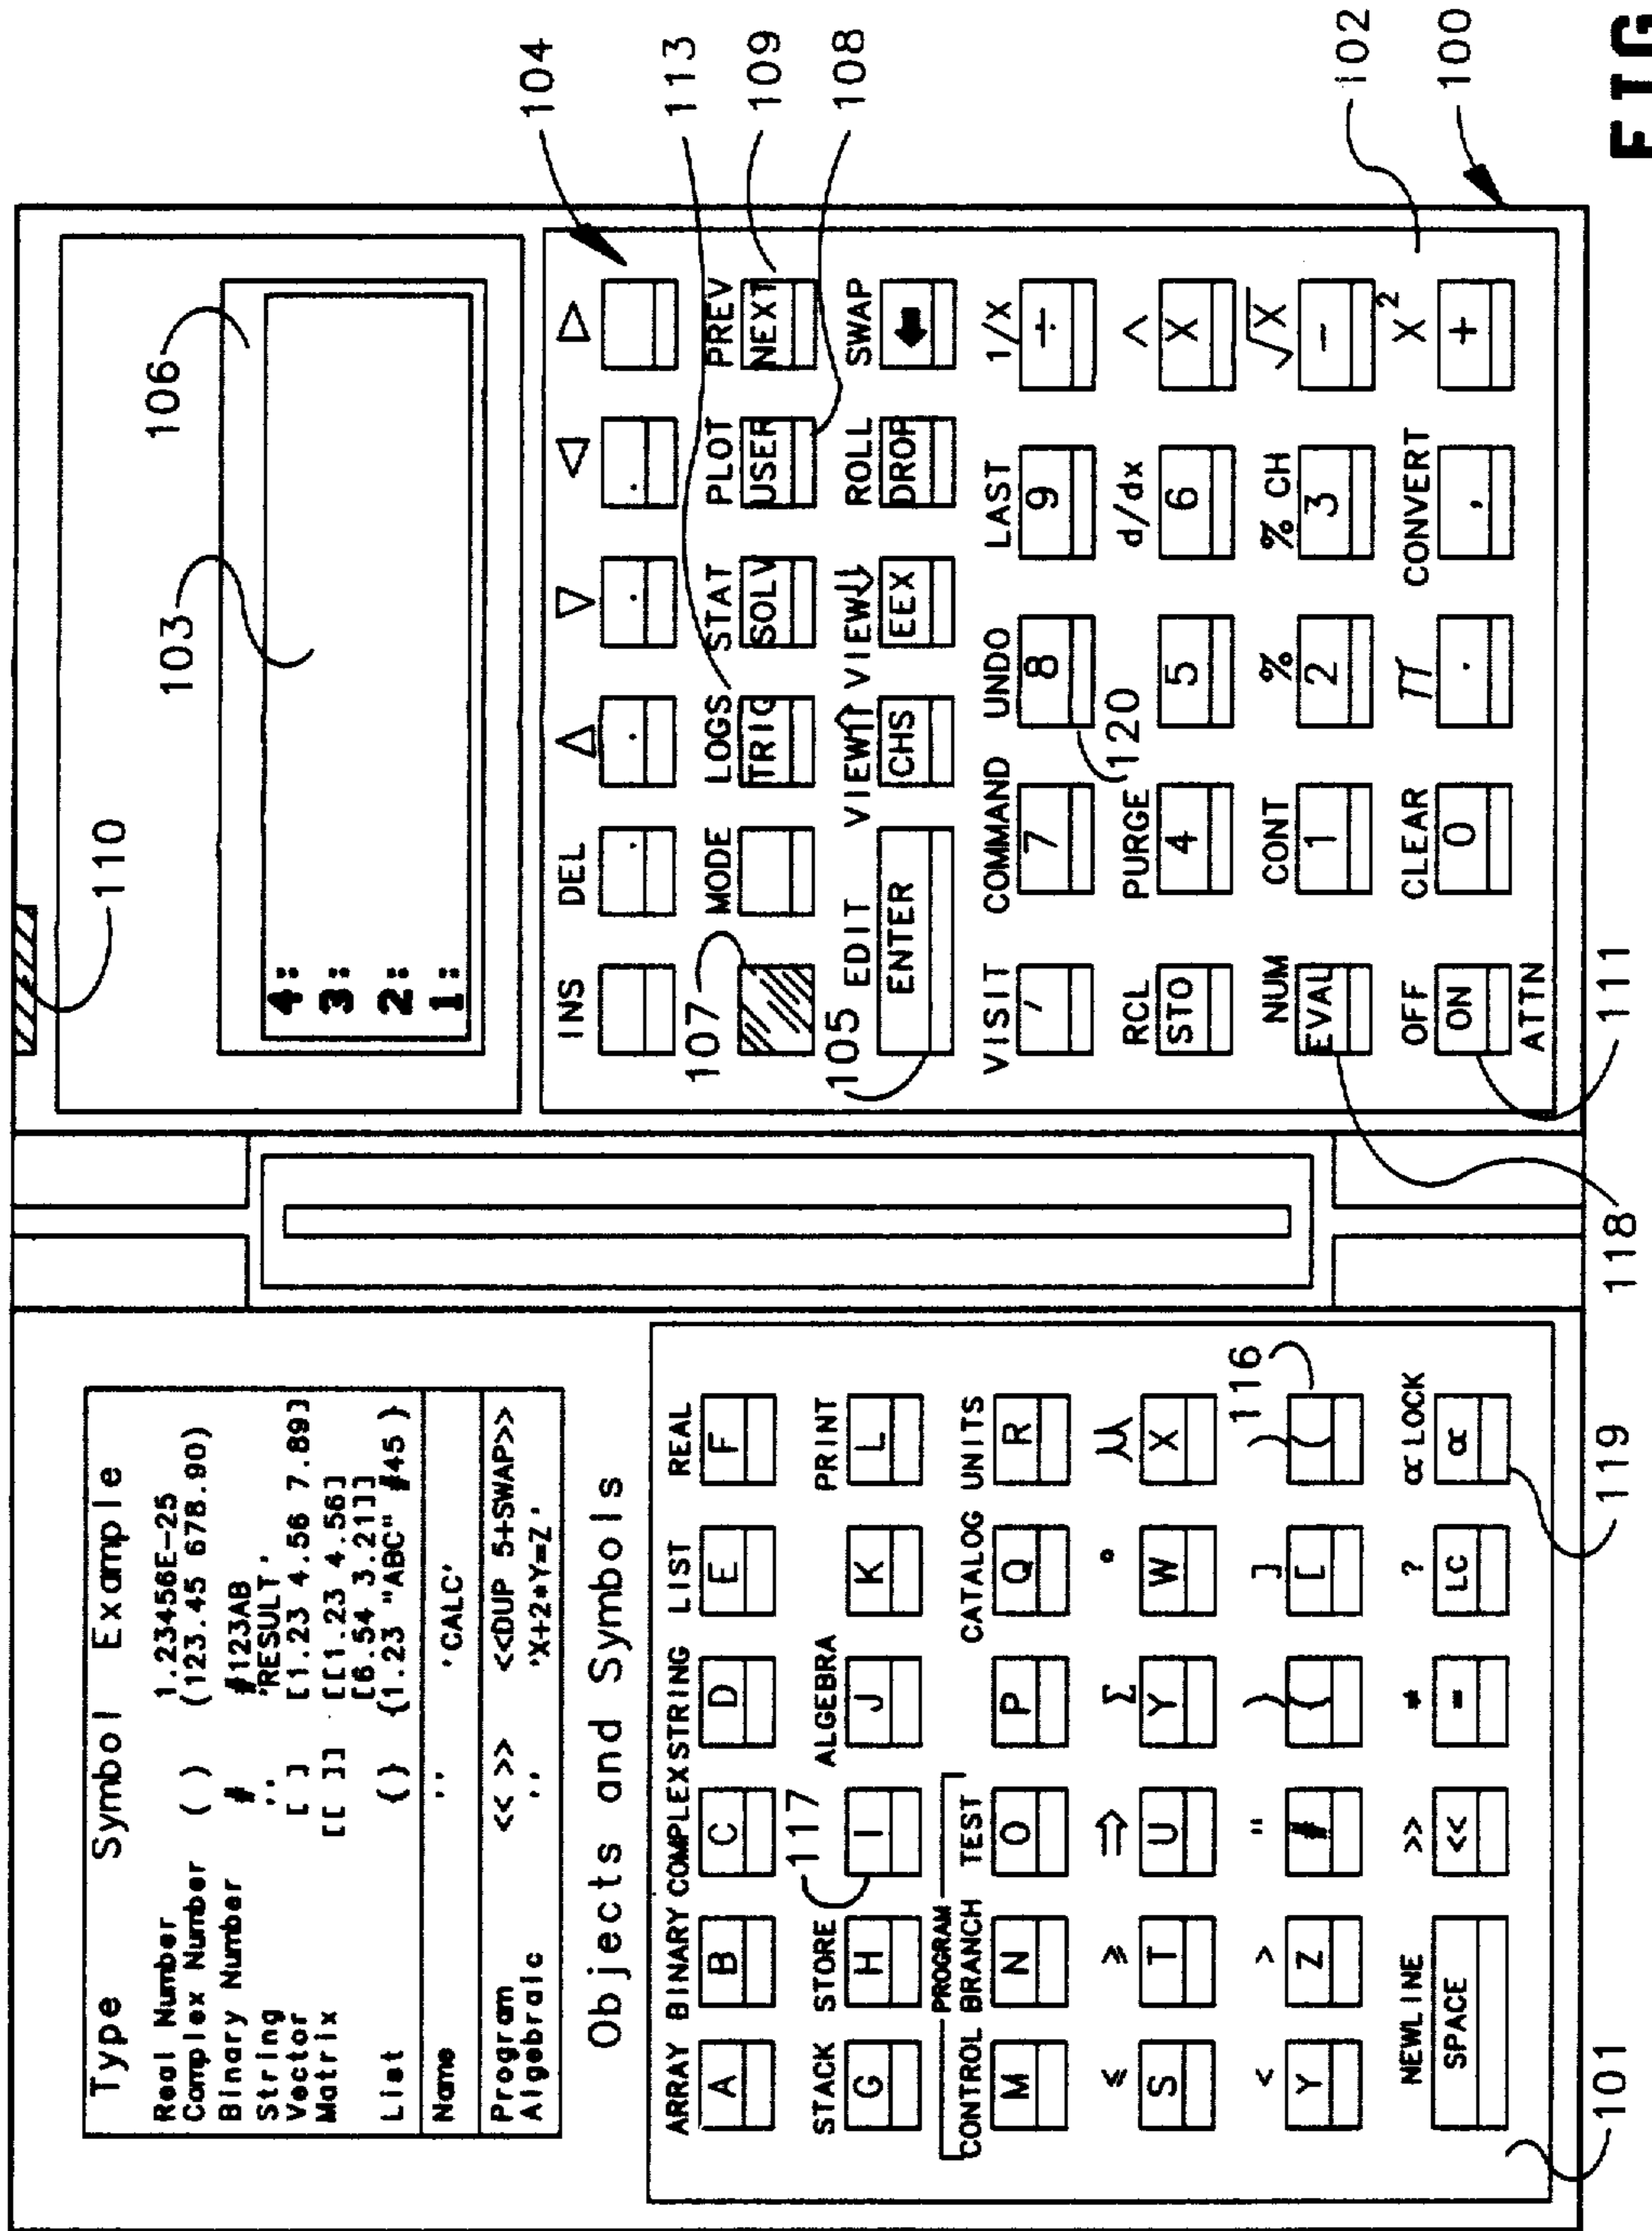 Type Symbol Example
Real Number 1.23456E-25
Complex Number ( ) (123.45 678.90)
Binary Number # #123AB
String '' 'RESULT'
Vector [ ] [1.23 4.56 7.89]
Matrix [[ ]] [[1.23 4.56]
[6.54 3.21]]
List {} {1.23 "ABC" #45 }
Name '' 'CALC'
Program << >> <<DUP 5+SWAP>>
Algebraic '' 'X+2*Y=Z'
Objects and Symbols
ARRAY BINARY COMPLEX STRING LIST REAL
A B C D E F
STACK STORE 117 ALGEBRA PRINT
G H I J K L
PROGRAM
CONTROL BRANCH TEST CATALOG UNITS
M N O P Q R
≤ ≥ ⇒ Σ ° μ
S T U Y W X
< > " ) ] ) 116
Y Z # ( [ (
NEWLINE >> ≠ ? α LOCK
SPACE << = LC α
101
119
110
103
106
4:
3:
2:
1:
INS DEL △ ▽ ◁ ▷
104
107 MODE LOGS STAT PLOT PREV
113
TRIG SOLV USER NEXT
109
105 EDIT VIEW⇑ VIEW⇓ ROLL SWAP
108
ENTER CHS EEX DROP ⬅
VISIT COMMAND UNDO LAST 1/X
' 7 8 9 ÷
120
RCL PURGE d/dx ^
STO 4 5 6 X
NUM CONT % % CH √X
EVAL 1 2 3 -
OFF CLEAR π CONVERT X²
102
ON 0 . , +
ATTN
100
118
111
FIG